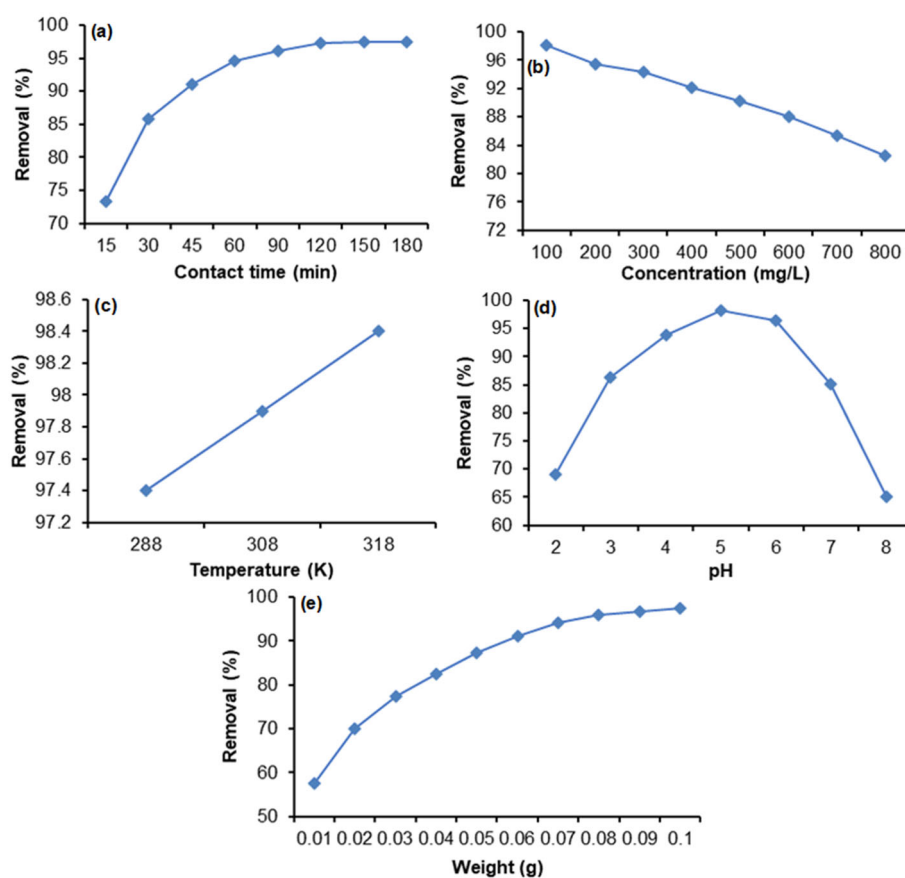 (a)
Removal (%)
100
95
90
85
80
75
70
15 30 45 60 90 120 150 180
Contact time (min)
(b)
Removal (%)
100
96
92
88
84
80
76
72
100 200 300 400 500 600 700 800
Concentration (mg/L)
(c)
Removal (%)
98.6
98.4
98.2
98
97.8
97.6
97.4
97.2
288 308 318
Temperature (K)
(d)
Removal (%)
100
95
90
85
80
75
70
65
60
2 3 4 5 6 7 8
pH
(e)
Removal (%)
100
90
80
70
60
50
0.01 0.02 0.03 0.04 0.05 0.06 0.07 0.08 0.09 0.1
Weight (g)